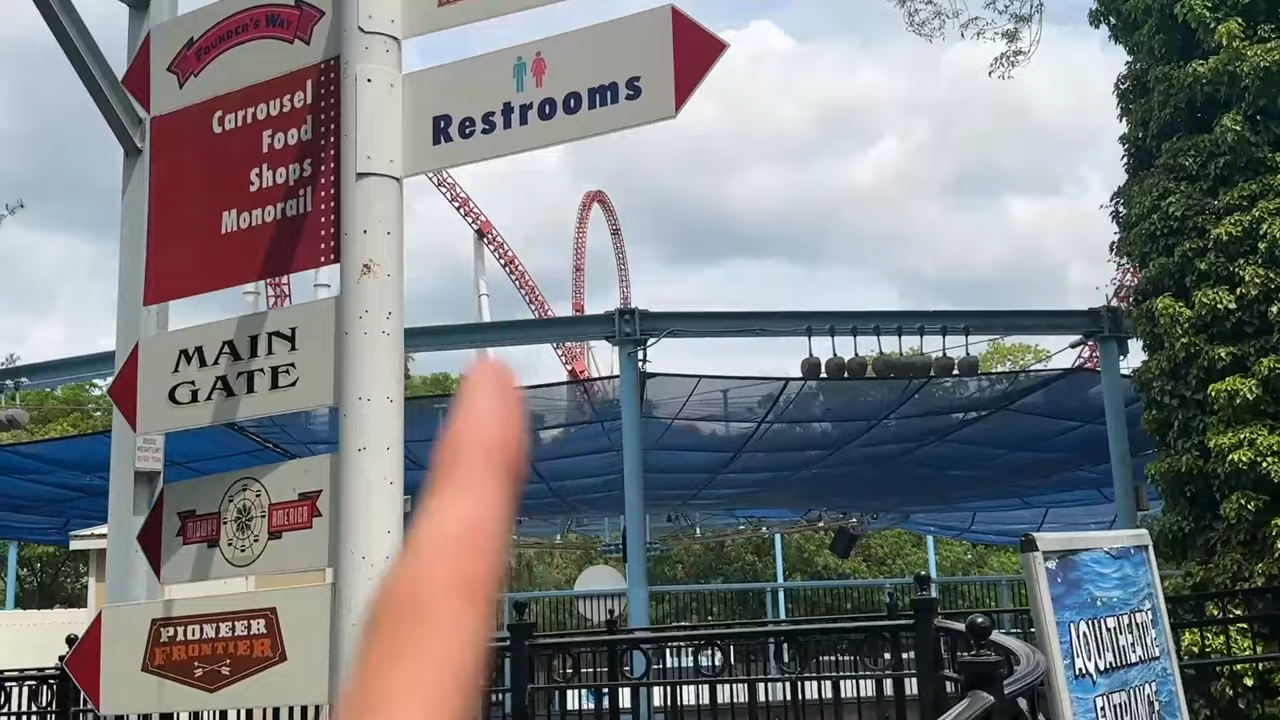 FOUNDER'S WAY
Carrousel
Food
Shops
Monorail
Restrooms
MAIN
GATE
MIDWAY AMERICA
PIONEER
FRONTIER
AQUATHEATRE
ENTRANCE